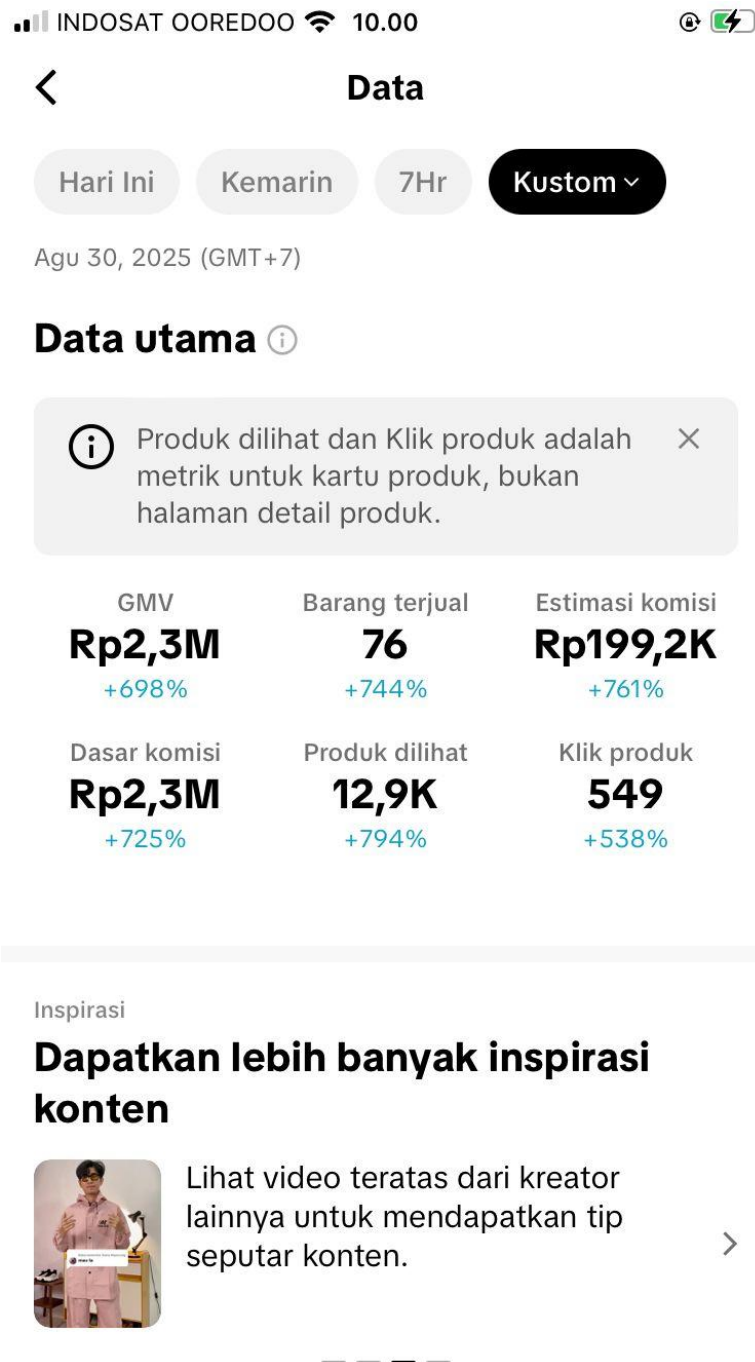 INDOSAT OOREDOO 10.00
Data
Hari Ini Kemarin 7Hr Kustom
Agu 30, 2025 (GMT+7)
Data utama
Produk dilihat dan Klik produk adalah
metrik untuk kartu produk, bukan
halaman detail produk.
GMV Barang terjual Estimasi komisi
Rp2,3M 76 Rp199,2K
+698% +744% +761%
Dasar komisi Produk dilihat Klik produk
Rp2,3M 12,9K 549
+725% +794% +538%
Inspirasi
Dapatkan lebih banyak inspirasi
konten
Lihat video teratas dari kreator
lainnya untuk mendapatkan tip
seputar konten.